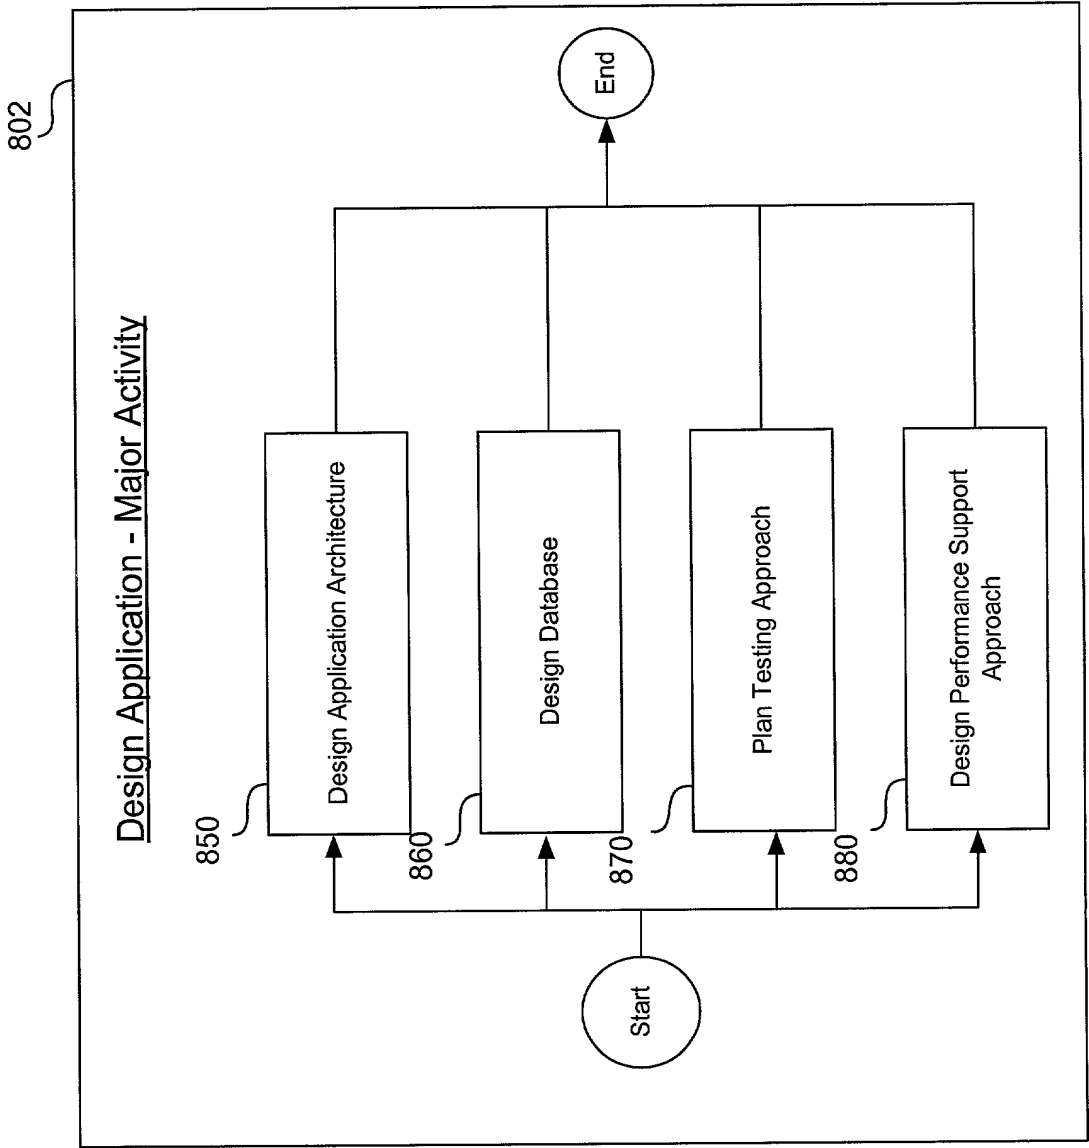 802
Design Application - Major Activity
850
Design Application Architecture
860
Design Database
870
Plan Testing Approach
880
Design Performance Support
Approach
Start
End